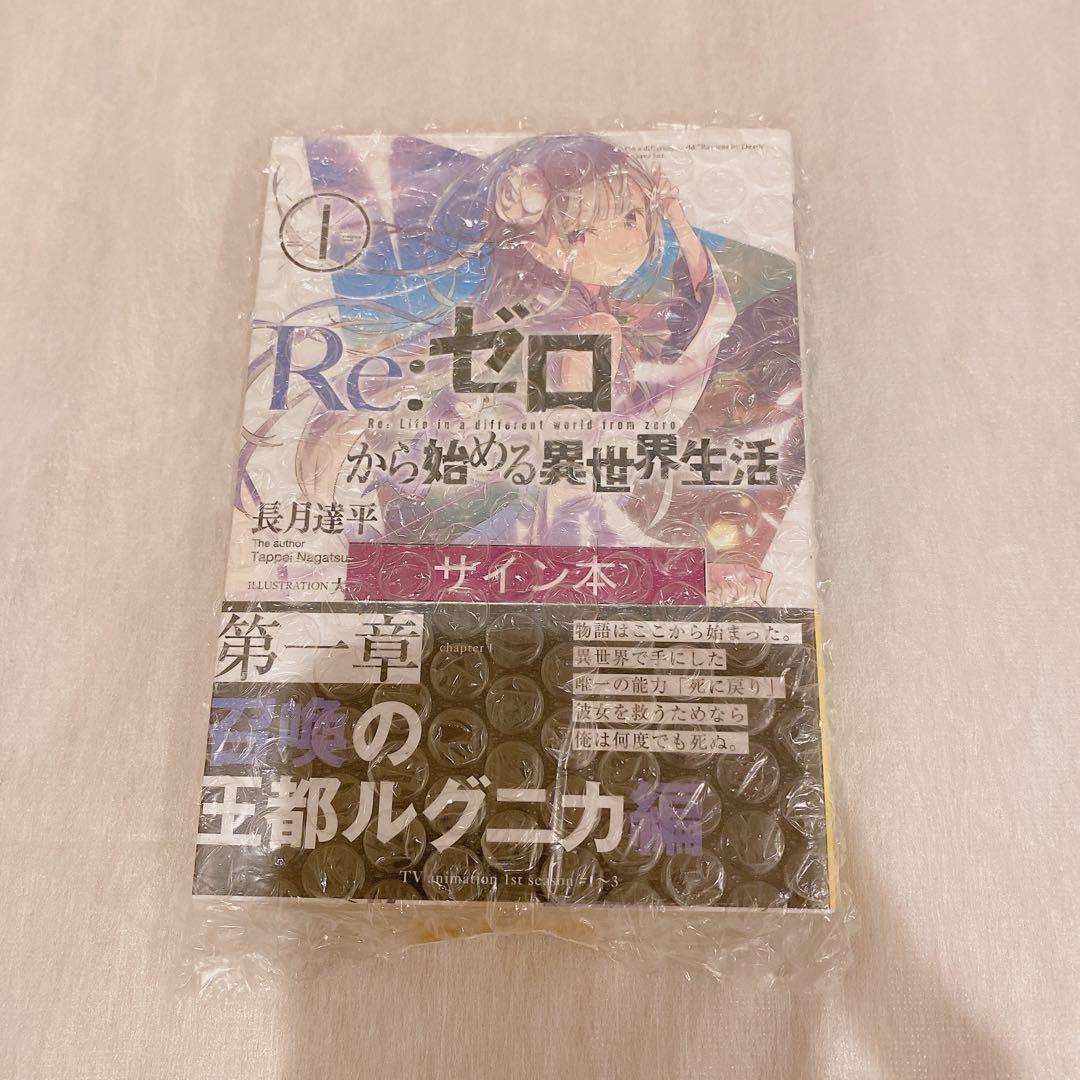 1
Re:ゼロ
Re: Life in a different world from zero
から始める異世界生活
長月達平
The author
Tappei Nagatsu
ILLUSTRATION
サイン本
第一章
chapter 1
召喚の
王都ルグニカ編
物語はここから始まった。
異世界で手にした
唯一の能力「死に戻り」
彼女を救うためなら
俺は何度でも死ぬ。
TV animation 1st season #1〜3